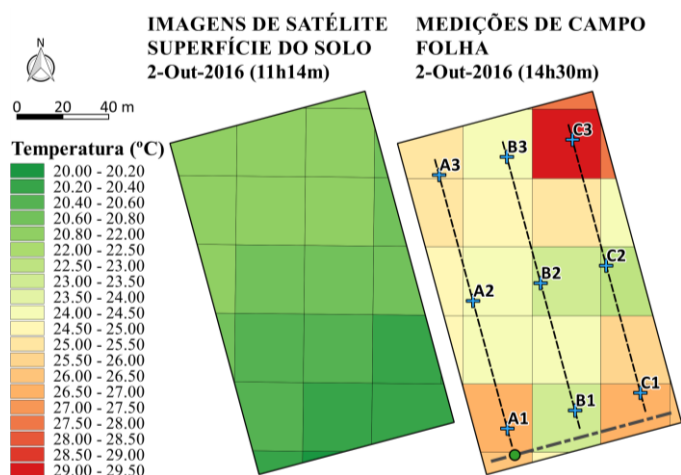 IMAGENS DE SATÉLITE
SUPERFÍCIE DO SOLO
2-Out-2016 (11h14m)
MEDIÇÕES DE CAMPO
FOLHA
2-Out-2016 (14h30m)
N
0 20 40 m
Temperatura (ºC)
20.00 - 20.20
20.20 - 20.40
20.40 - 20.60
20.60 - 20.80
20.80 - 22.00
22.00 - 22.50
22.50 - 23.00
23.00 - 23.50
23.50 - 24.00
24.00 - 24.50
24.50 - 25.00
25.00 - 25.50
25.50 - 26.00
26.00 - 26.50
26.50 - 27.00
27.00 - 27.50
27.50 - 28.00
28.00 - 28.50
28.50 - 29.00
29.00 - 29.50
A3
B3
C3
A2
B2
C2
A1
B1
C1